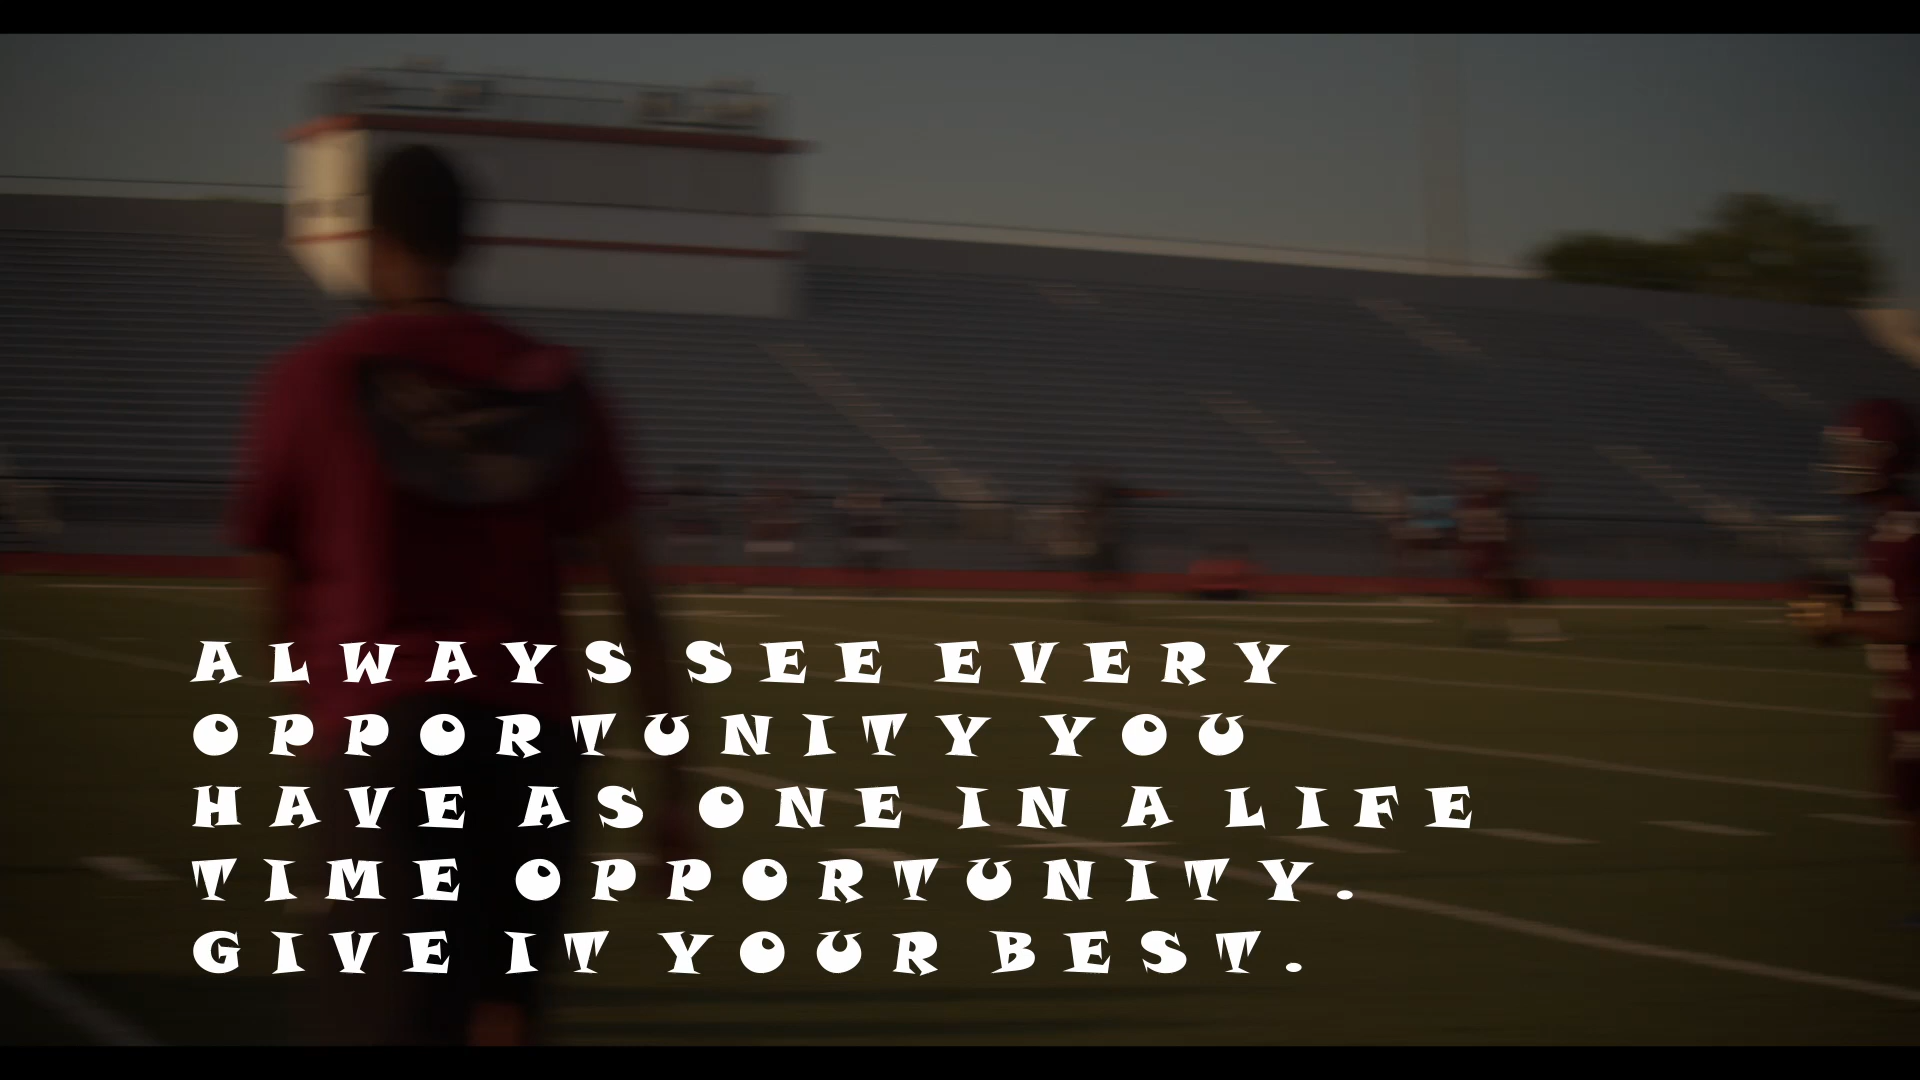 ALWAYS SEE EVERY
OPPORTUNITY YOU
HAVE AS ONE IN A LIFE
TIME OPPORTUNITY.
GIVE IT YOUR BEST.